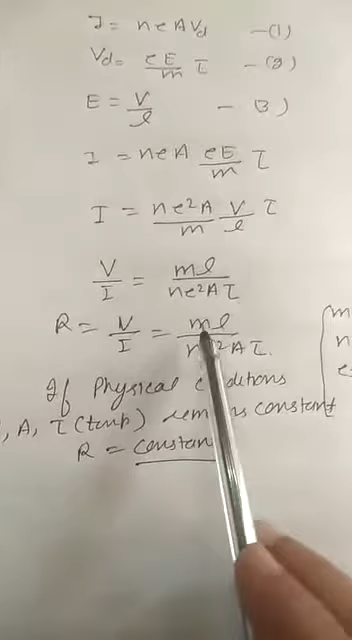 I = neAVd —(1)
Vd = eE/m τ —(2)
E = V/l — (3)
I = neA eE/m τ
I = ne²A/m V/l τ
V/I = ml/ne²Aτ
R = V/I = ml/ne²Aτ.
If Physical conditions
, A, τ (temp) remains constant
R = constant
m
n
e